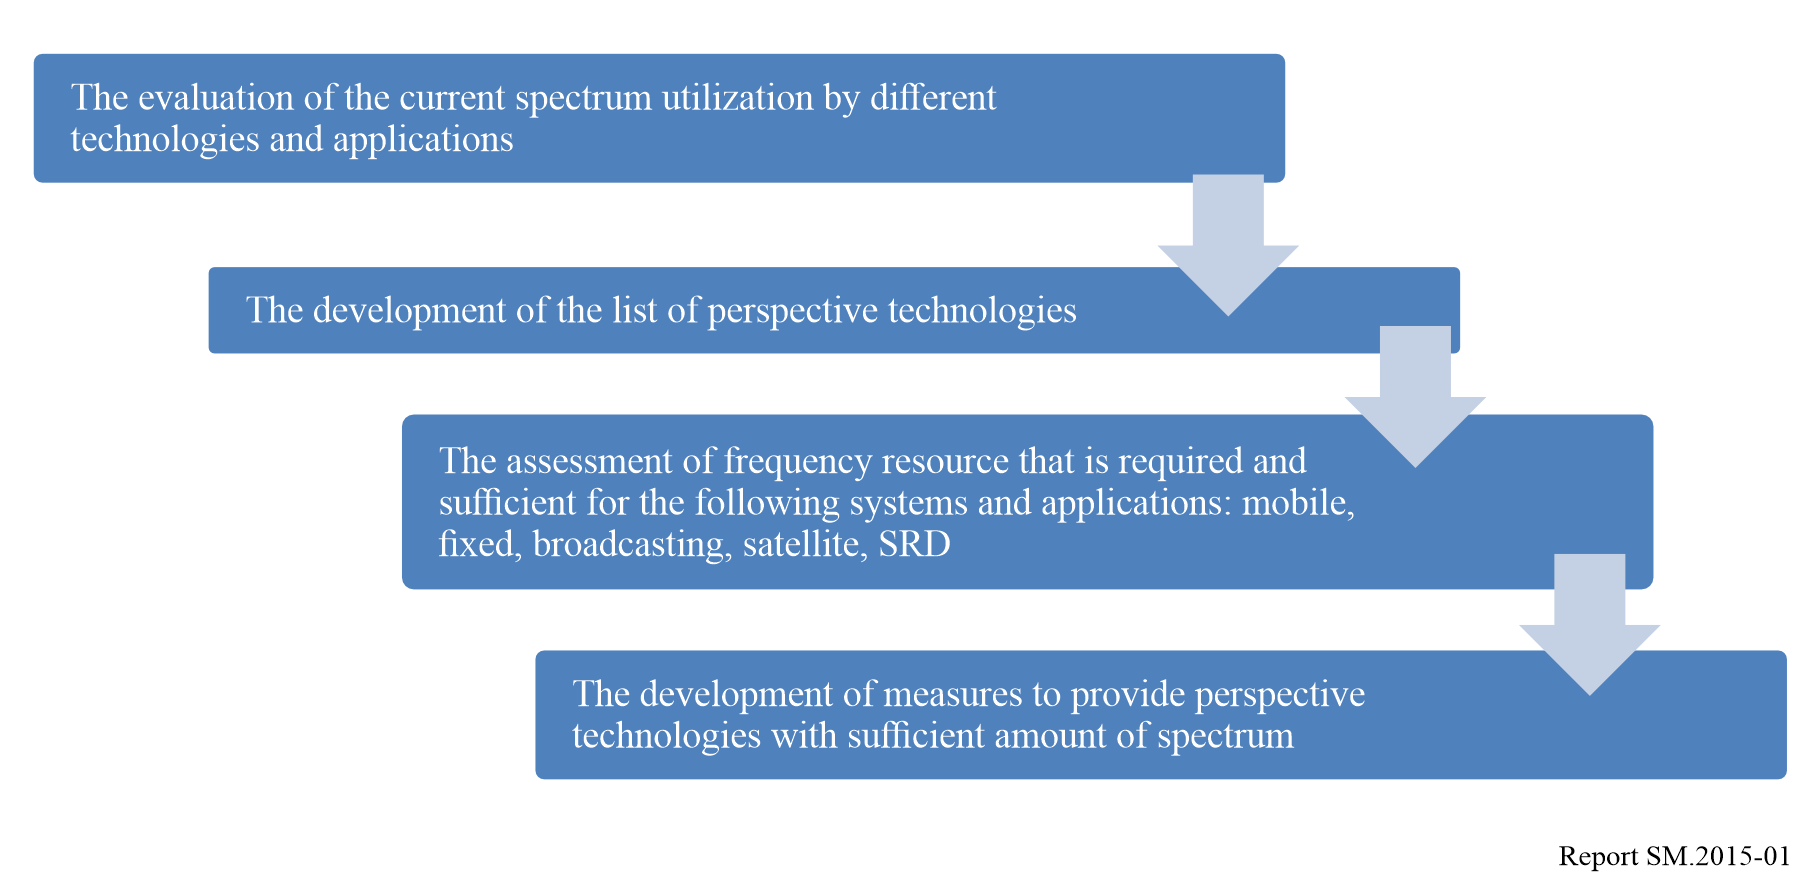 The evaluation of the current spectrum utilization by different
technologies and applications
The development of the list of perspective technologies
The assessment of frequency resource that is required and
sufficient for the following systems and applications: mobile,
fixed, broadcasting, satellite, SRD
The development of measures to provide perspective
technologies with sufficient amount of spectrum
Report SM.2015-01